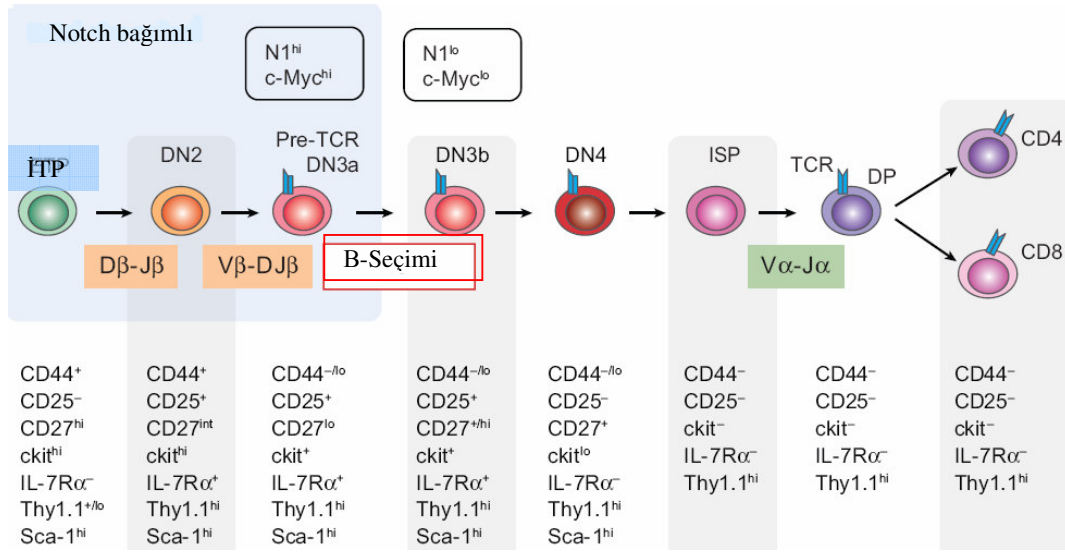 Notch bağımlı
N1hi
c-Mychi
N1lo
c-Myclo
İTP
DN2
Pre-TCR
DN3a
DN3b
DN4
ISP
TCR
DP
CD4
CD8
Dβ-Jβ
Vβ-DJβ
B-Seçimi
Vα-Jα
CD44+
CD25–
CD27hi
ckithi
IL-7Rα–
Thy1.1+/lo
Sca-1hi
CD44+
CD25+
CD27int
ckithi
IL-7Rα+
Thy1.1hi
Sca-1hi
CD44–/lo
CD25+
CD27lo
ckit+
IL-7Rα+
Thy1.1hi
Sca-1hi
CD44–/lo
CD25+
CD27+/hi
ckit+
IL-7Rα+
Thy1.1hi
Sca-1hi
CD44–/lo
CD25–
CD27+
ckitlo
IL-7Rα–
Thy1.1hi
Sca-1hi
CD44–
CD25–
ckit–
IL-7Rα–
Thy1.1hi
CD44–
CD25–
ckit–
IL-7Rα–
Thy1.1hi
CD44–
CD25–
ckit–
IL-7Rα–
Thy1.1hi